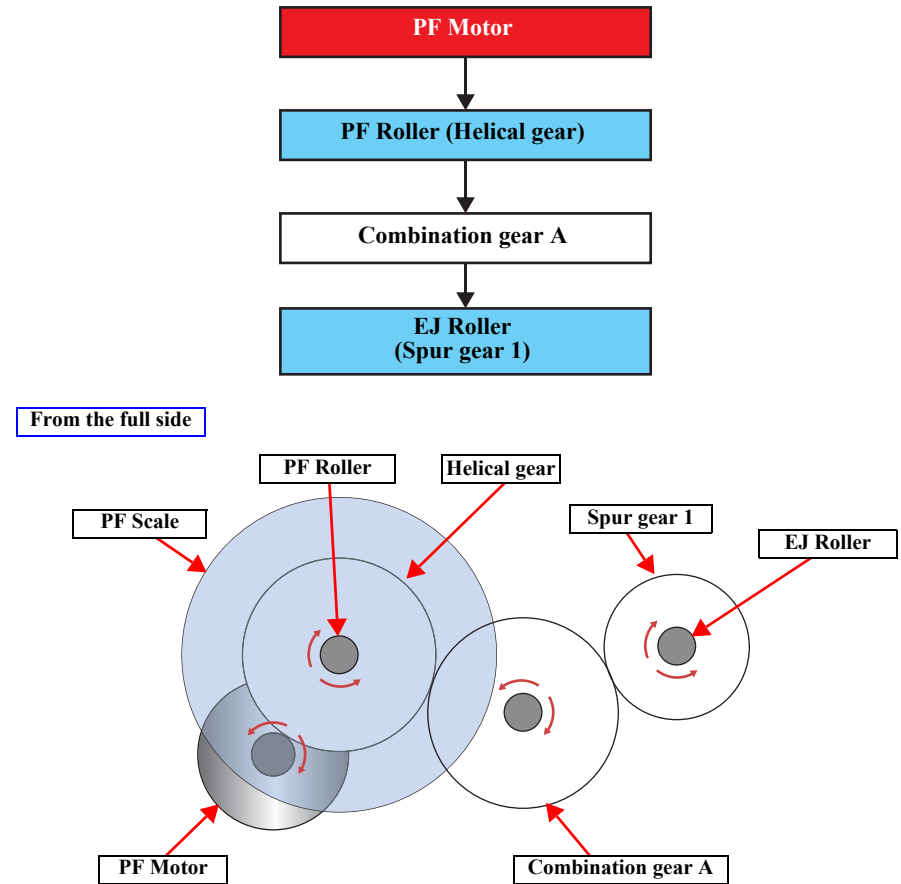 PF Motor
PF Roller (Helical gear)
Combination gear A
EJ Roller
(Spur gear 1)
From the full side
PF Roller
Helical gear
PF Scale
Spur gear 1
EJ Roller
PF Motor
Combination gear A